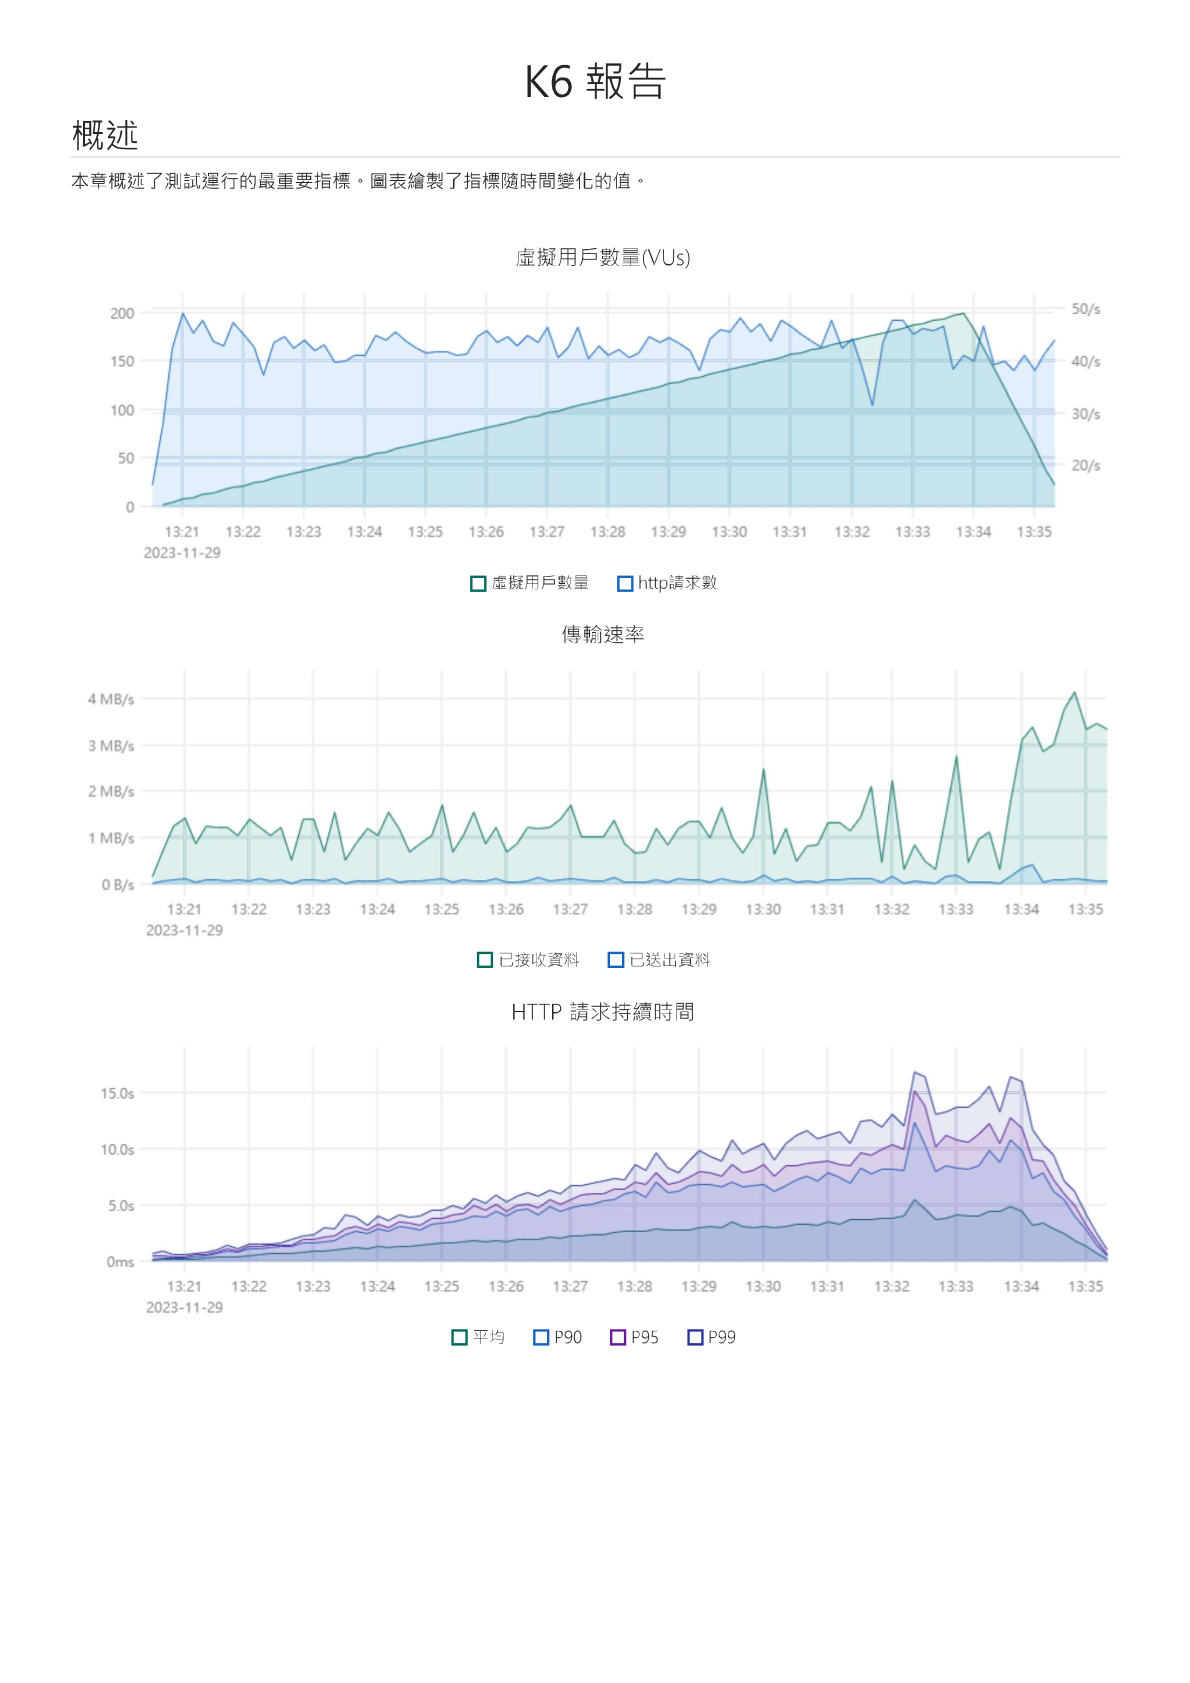 K6 報告
概述
本章概述了測試運行的最重要指標。圖表繪製了指標隨時間變化的值。
虛擬用戶數量(VUs)
200
150
100
50
0
50/s
40/s
30/s
20/s
13:21 13:22 13:23 13:24 13:25 13:26 13:27 13:28 13:29 13:30 13:31 13:32 13:33 13:34 13:35
2023-11-29
虛擬用戶數量 http請求數
傳輸速率
4 MB/s
3 MB/s
2 MB/s
1 MB/s
0 B/s
13:21 13:22 13:23 13:24 13:25 13:26 13:27 13:28 13:29 13:30 13:31 13:32 13:33 13:34 13:35
2023-11-29
已接收資料 已送出資料
HTTP 請求持續時間
15.0s
10.0s
5.0s
0ms
13:21 13:22 13:23 13:24 13:25 13:26 13:27 13:28 13:29 13:30 13:31 13:32 13:33 13:34 13:35
2023-11-29
平均 P90 P95 P99